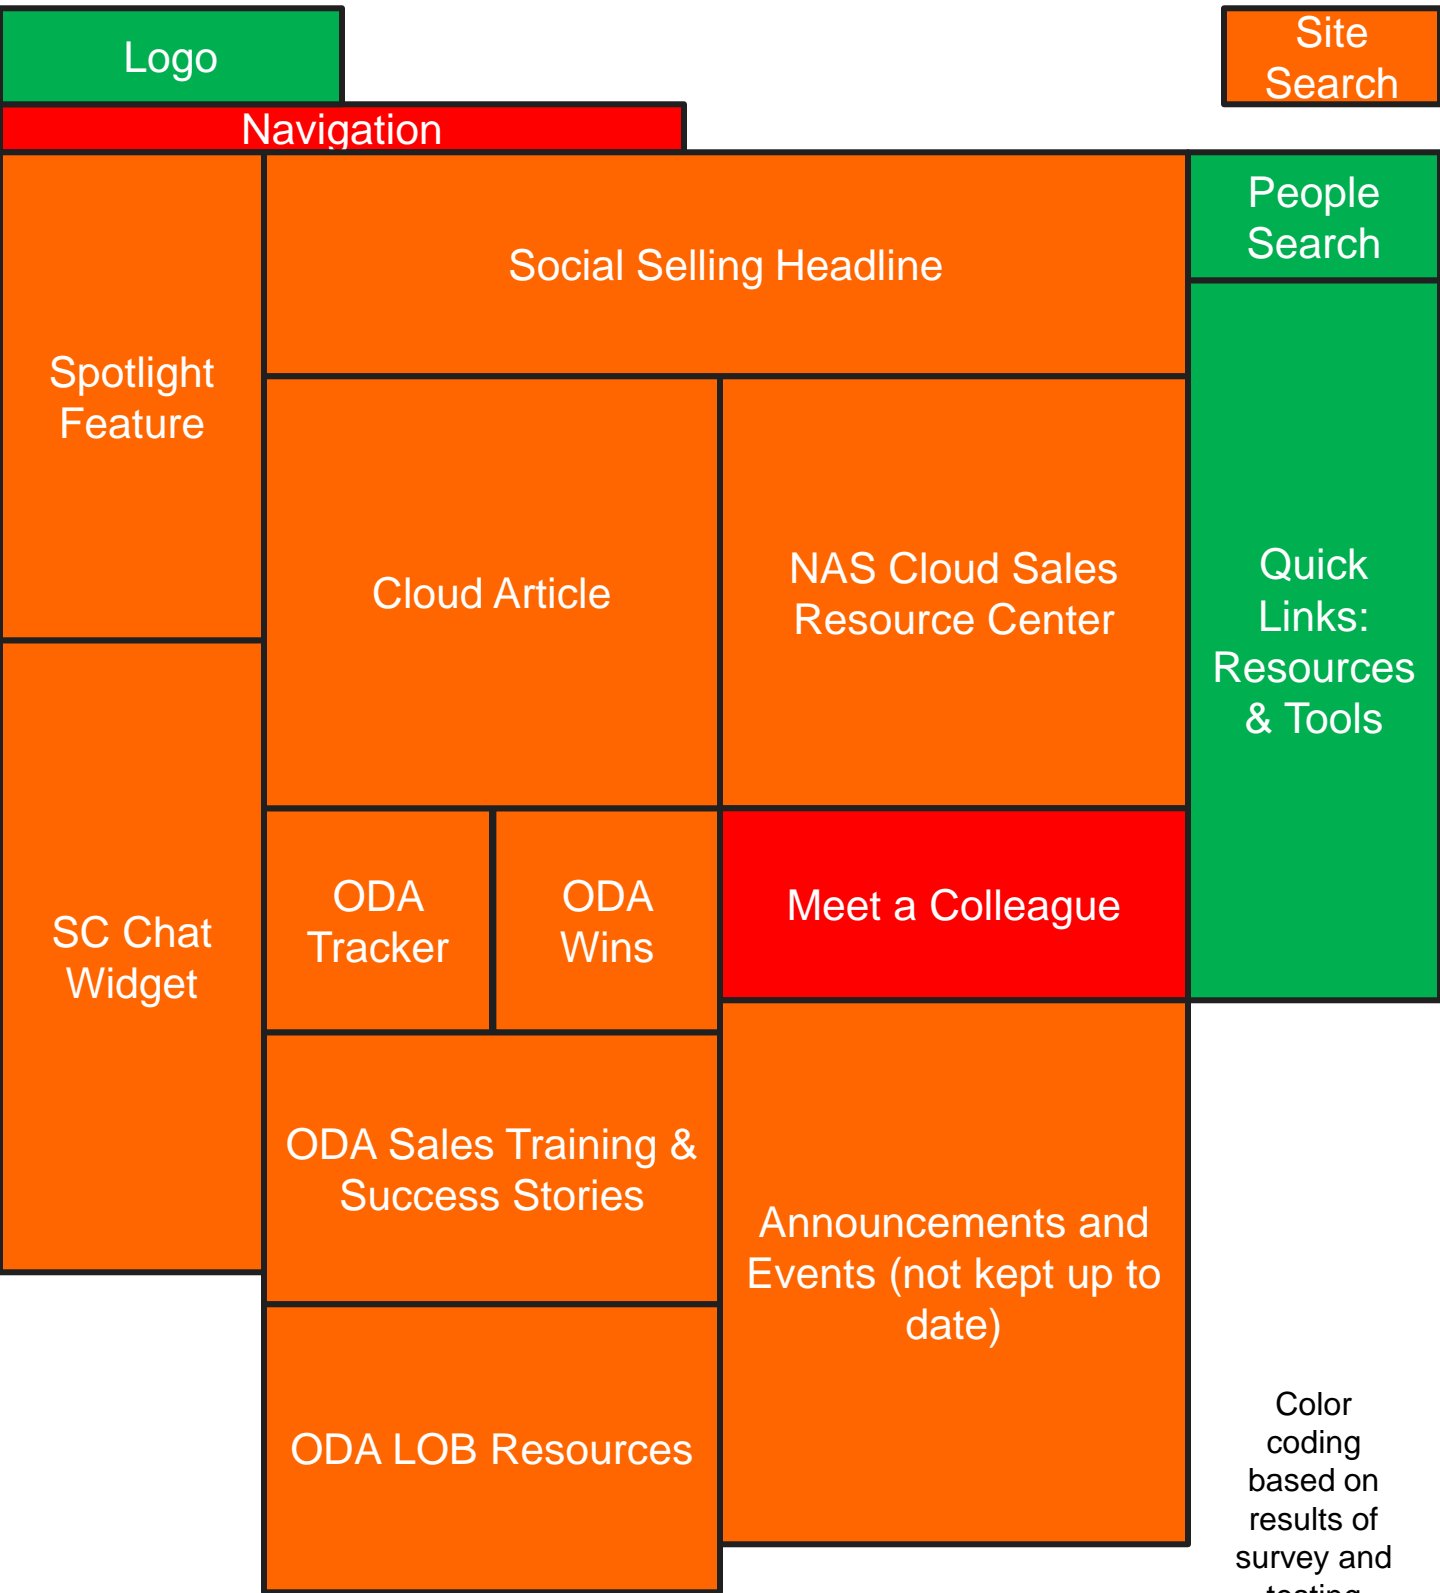 Logo
Site
Search
Navigation
People
Search
Social Selling Headline
Spotlight
Feature
Cloud Article
NAS Cloud Sales
Resource Center
Quick
Links:
Resources
& Tools
ODA
Tracker
ODA
Wins
Meet a Colleague
SC Chat
Widget
ODA Sales Training &
Success Stories
Announcements and
Events (not kept up to
date)
ODA LOB Resources
Color
coding
based on
results of
survey and
testing